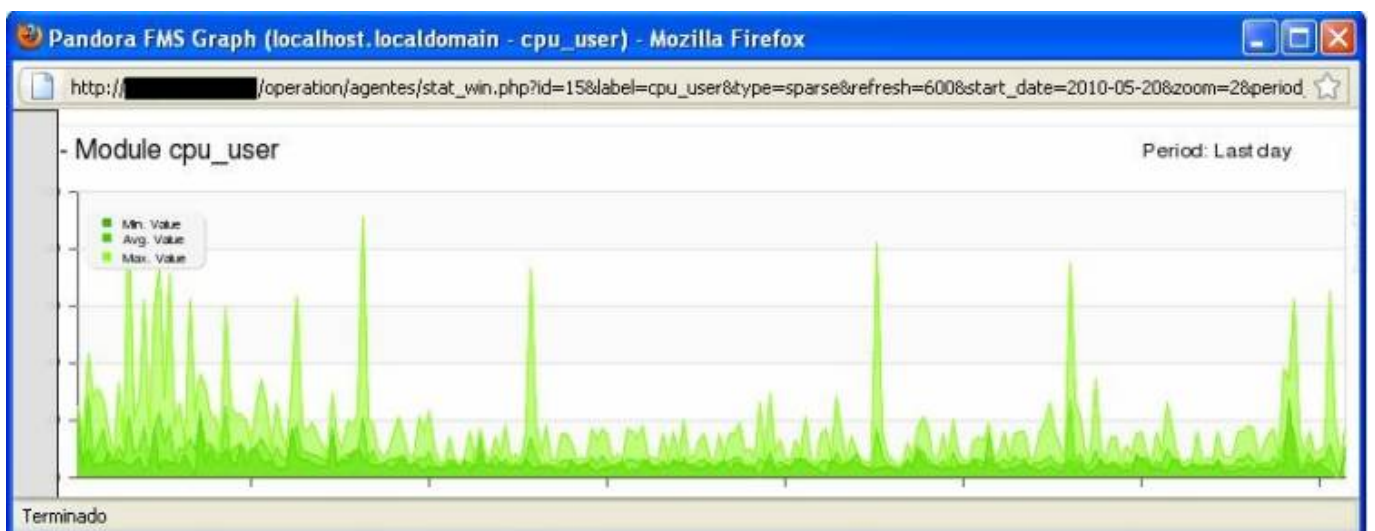 Pandora FMS Graph (localhost.localdomain - cpu_user) - Mozilla Firefox
http:// /operation/agentes/stat_win.php?id=15&label=cpu_user&type=sparse&refresh=600&start_date=2010-05-20&zoom=2&period_
- Module cpu_user
Period: Last day
Min. Value
Avg. Value
Max. Value
Terminado